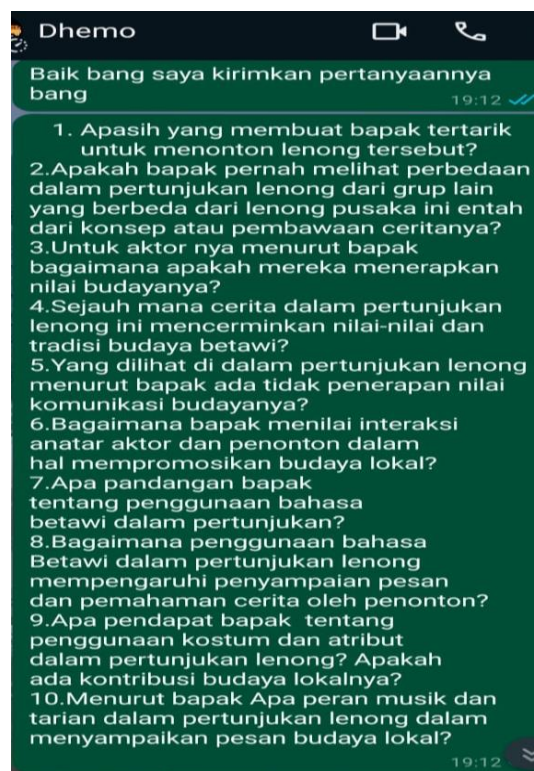 Dhemo
Baik bang saya kirimkan pertanyaannya
bang
19:12
1. Apasih yang membuat bapak tertarik
untuk menonton lenong tersebut?
2.Apakah bapak pernah melihat perbedaan
dalam pertunjukan lenong dari grup lain
yang berbeda dari lenong pusaka ini entah
dari konsep atau pembawaan ceritanya?
3.Untuk aktor nya menurut bapak
bagaimana apakah mereka menerapkan
nilai budayanya?
4.Sejauh mana cerita dalam pertunjukan
lenong ini mencerminkan nilai-nilai dan
tradisi budaya betawi?
5.Yang dilihat di dalam pertunjukan lenong
menurut bapak ada tidak penerapan nilai
komunikasi budayanya?
6.Bagaimana bapak menilai interaksi
anatar aktor dan penonton dalam
hal mempromosikan budaya lokal?
7.Apa pandangan bapak
tentang penggunaan bahasa
betawi dalam pertunjukan?
8.Bagaimana penggunaan bahasa
Betawi dalam pertunjukan lenong
mempengaruhi penyampaian pesan
dan pemahaman cerita oleh penonton?
9.Apa pendapat bapak tentang
penggunaan kostum dan atribut
dalam pertunjukan lenong? Apakah
ada kontribusi budaya lokalnya?
10.Menurut bapak Apa peran musik dan
tarian dalam pertunjukan lenong dalam
menyampaikan pesan budaya lokal?
19:12